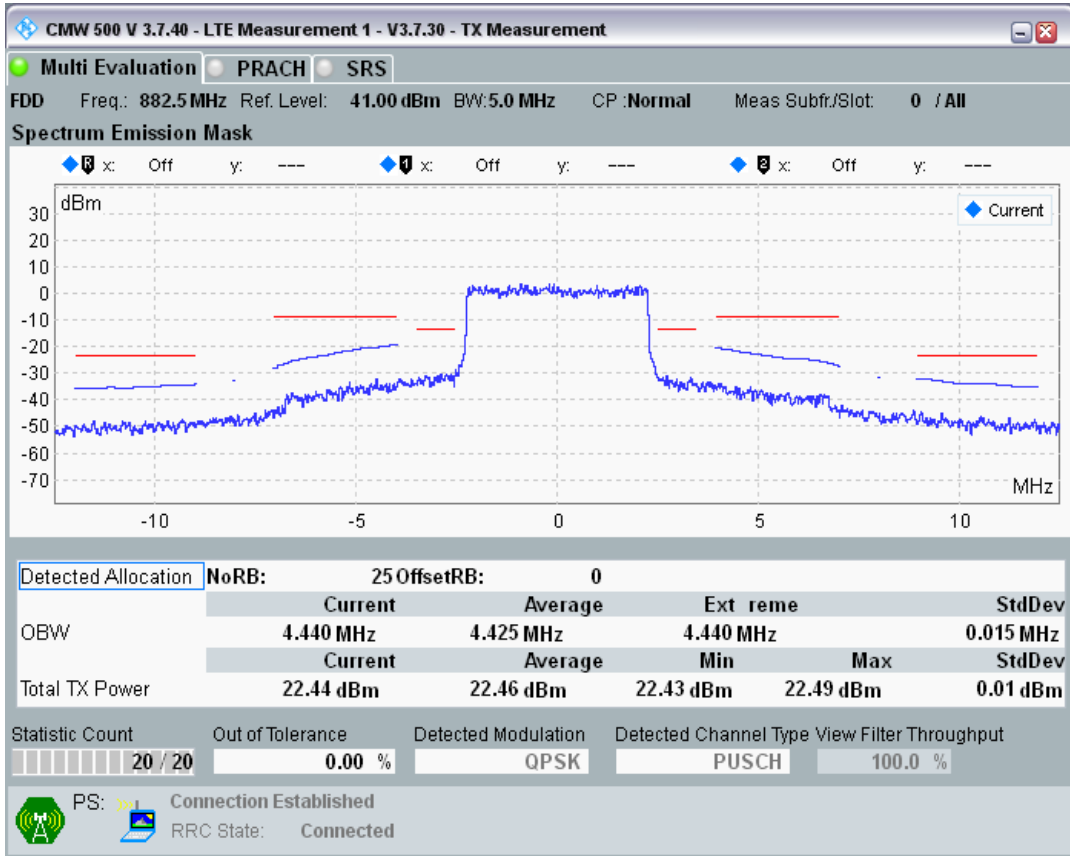 CMW 500 V 3.7.40 - LTE Measurement 1 - V3.7.30 - TX Measurement
Multi Evaluation PRACH SRS
FDD Freq.: 882.5 MHz Ref. Level: 41.00 dBm BW:5.0 MHz CP :Normal Meas Subfr./Slot: 0 / All
Spectrum Emission Mask
R x: Off y: --- 1 x: Off y: --- 2 x: Off y: ---
dBm
Current
30
20
10
0
-10
-20
-30
-40
-50
-60
-70
MHz
-10 -5 0 5 10
Detected Allocation NoRB: 25 OffsetRB: 0
Current Average Ext reme StdDev
OBW 4.440 MHz 4.425 MHz 4.440 MHz 0.015 MHz
Current Average Min Max StdDev
Total TX Power 22.44 dBm 22.46 dBm 22.43 dBm 22.49 dBm 0.01 dBm
Statistic Count Out of Tolerance Detected Modulation Detected Channel Type View Filter Throughput
20 / 20 0.00 % QPSK PUSCH 100.0 %
PS: Connection Established
RRC State: Connected